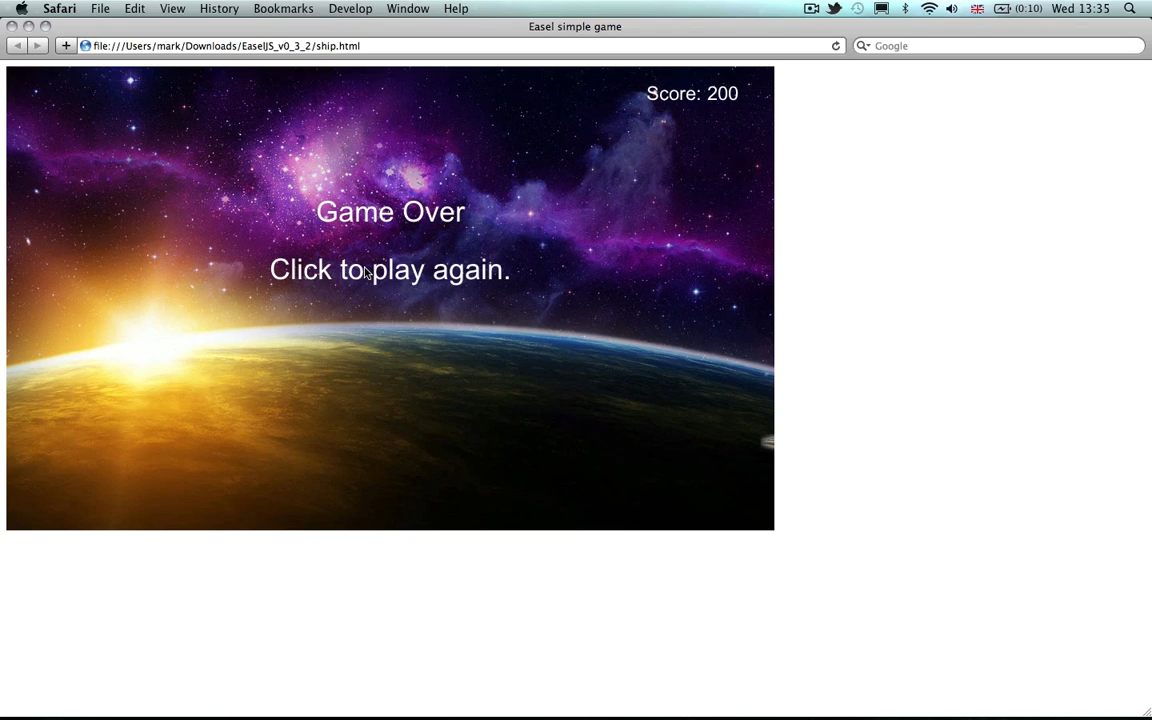 Safari File Edit View History Bookmarks Develop Window Help (0:10) Wed 13:35
Easel simple game
file:///Users/mark/Downloads/EaselJS_v0_3_2/ship.html Google
Score: 200
Game Over
Click to play again.